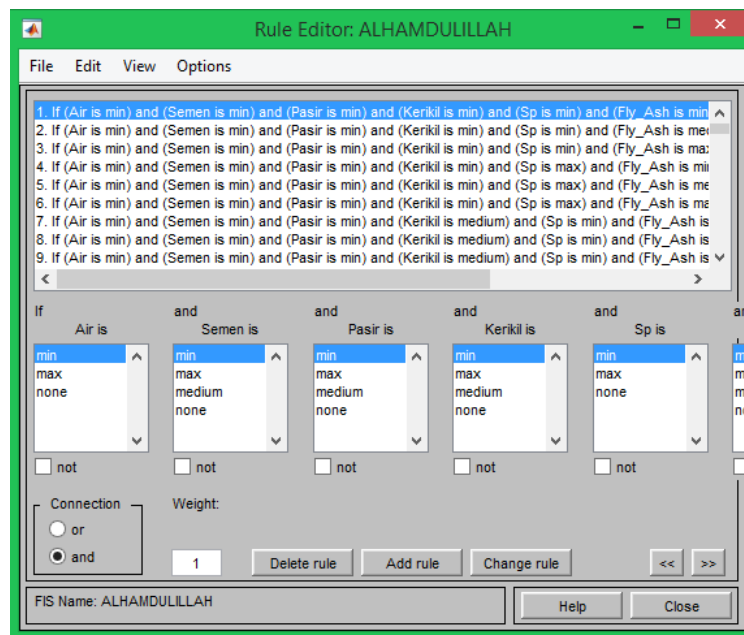 Rule Editor: ALHAMDULILLAH
File Edit View Options
1. If (Air is min) and (Semen is min) and (Pasir is min) and (Kerikil is min) and (Sp is min) and (Fly_Ash is min
2. If (Air is min) and (Semen is min) and (Pasir is min) and (Kerikil is min) and (Sp is min) and (Fly_Ash is
3. If (Air is min) and (Semen is min) and (Pasir is min) and (Kerikil is min) and (Sp is min) and (Fly_Ash is
4. If (Air is min) and (Semen is min) and (Pasir is min) and (Kerikil is min) and (Sp is max) and (Fly_Ash is
5. If (Air is min) and (Semen is min) and (Pasir is min) and (Kerikil is min) and (Sp is max) and (Fly_Ash is
6. If (Air is min) and (Semen is min) and (Pasir is min) and (Kerikil is min) and (Sp is max) and (Fly_Ash is
7. If (Air is min) and (Semen is min) and (Pasir is min) and (Kerikil is medium) and (Sp is min) and (Fly_Ash is
8. If (Air is min) and (Semen is min) and (Pasir is min) and (Kerikil is medium) and (Sp is min) and (Fly_Ash is
9. If (Air is min) and (Semen is min) and (Pasir is min) and (Kerikil is medium) and (Sp is min) and (Fly_Ash is
If and and and and
Air is Semen is Pasir is Kerikil is Sp is
min min min min min
max max max max max
none medium medium medium none
none none none
not not not not not
Connection Weight:
or
and 1 Delete rule Add rule Change rule << >>
FIS Name: ALHAMDULILLAH Help Close